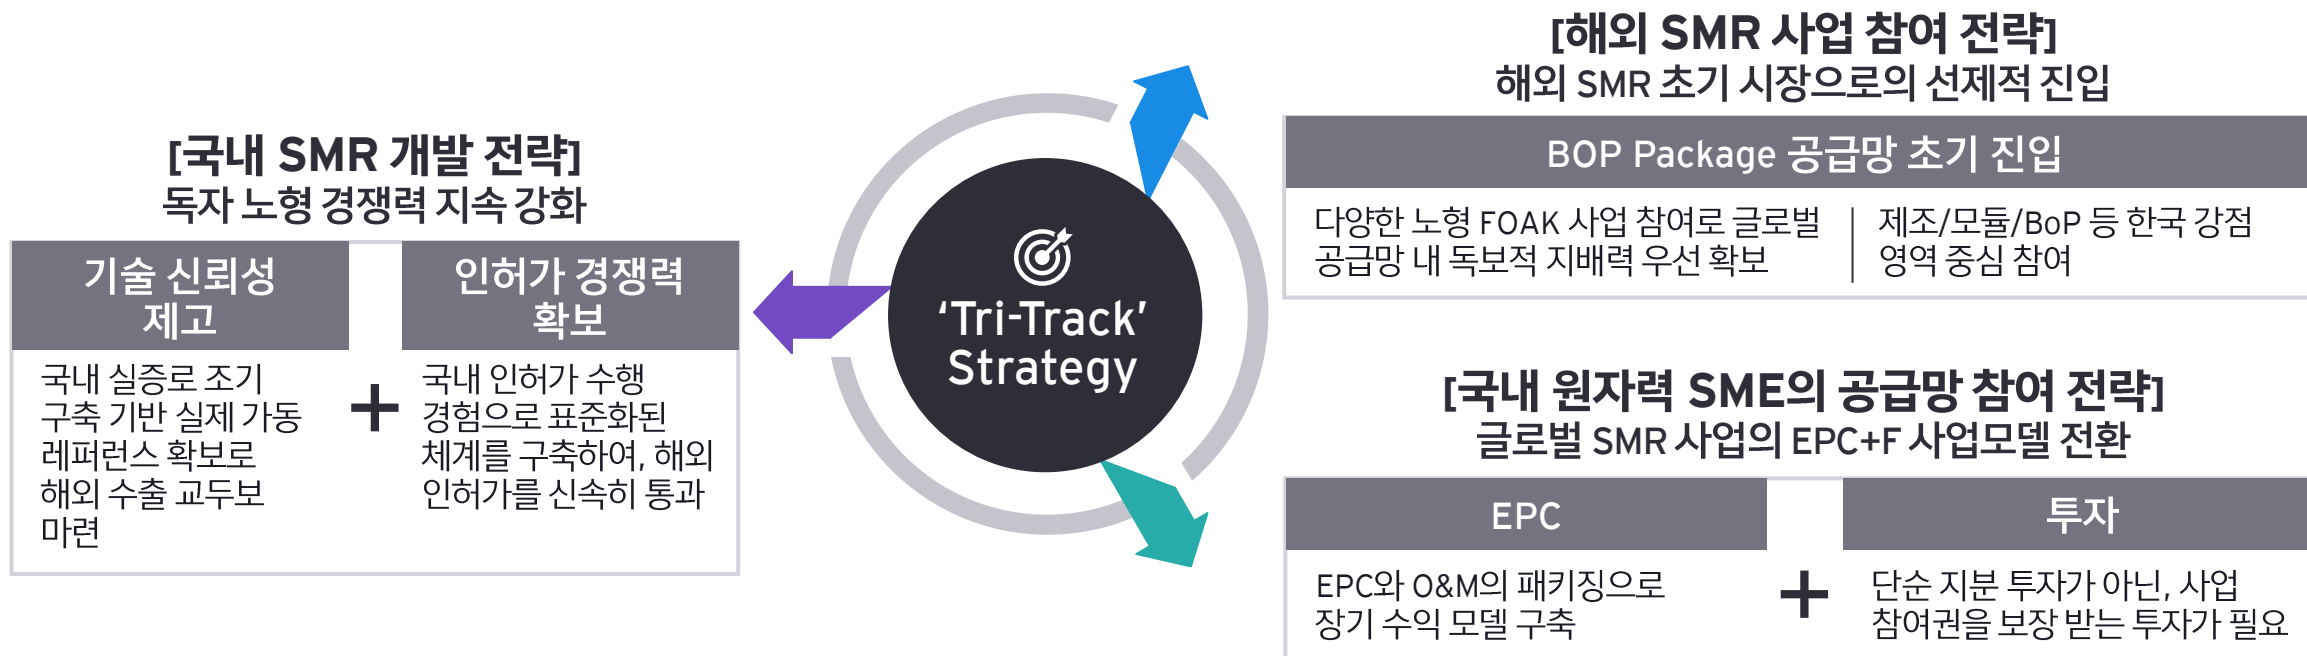 [국내 SMR 개발 전략]
독자 노형 경쟁력 지속 강화
기술 신뢰성
제고
국내 실증로 조기
구축 기반 실제 가동
레퍼런스 확보로
해외 수출 교두보
마련
+
인허가 경쟁력
확보
국내 인허가 수행
경험으로 표준화된
체계를 구축하여, 해외
인허가를 신속히 통과
‘Tri-Track’
Strategy
[해외 SMR 사업 참여 전략]
해외 SMR 초기 시장으로의 선제적 진입
BOP Package 공급망 초기 진입
다양한 노형 FOAK 사업 참여로 글로벌
공급망 내 독보적 지배력 우선 확보
제조/모듈/BoP 등 한국 강점
영역 중심 참여
[국내 원자력 SME의 공급망 참여 전략]
글로벌 SMR 사업의 EPC+F 사업모델 전환
EPC
EPC와 O&M의 패키징으로
장기 수익 모델 구축
+
투자
단순 지분 투자가 아닌, 사업
참여권을 보장 받는 투자가 필요